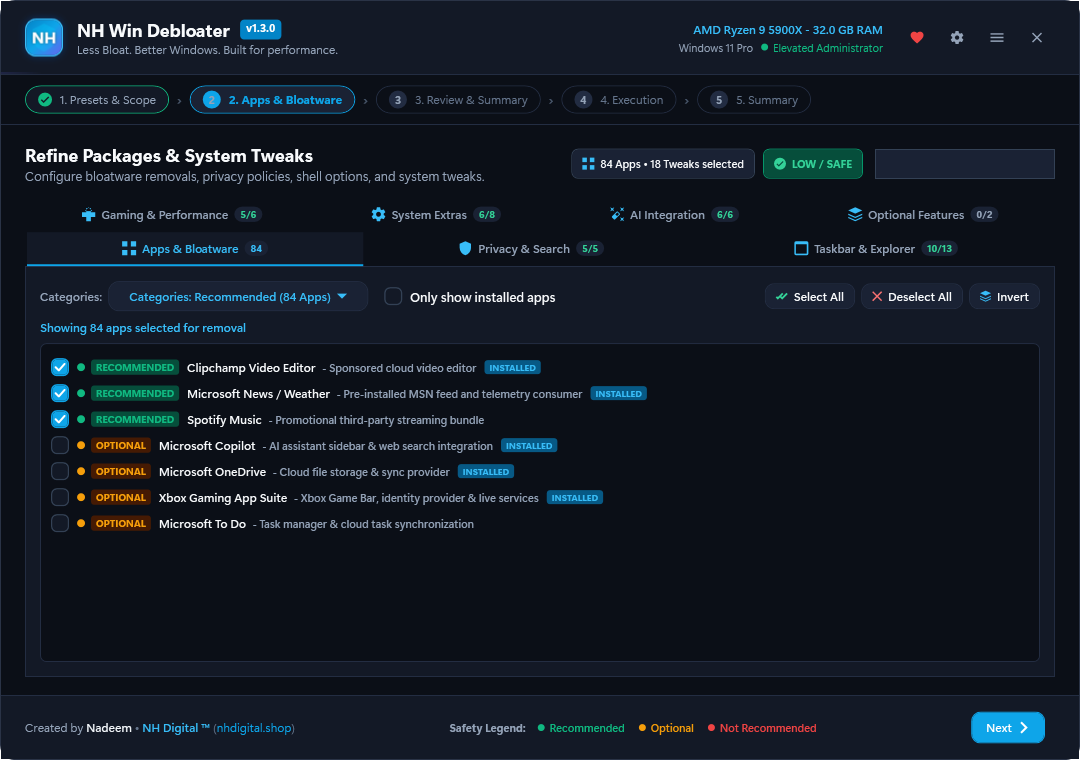 NH
NH Win Debloater v1.3.0
Less Bloat. Better Windows. Built for performance.
AMD Ryzen 9 5900X - 32.0 GB RAM
Windows 11 Pro ● Elevated Administrator
1. Presets & Scope › 2 2. Apps & Bloatware › 3 3. Review & Summary › 4 4. Execution › 5 5. Summary
Refine Packages & System Tweaks
Configure bloatware removals, privacy policies, shell options, and system tweaks.
84 Apps • 18 Tweaks selected
LOW / SAFE
Gaming & Performance 5/6
System Extras 6/8
AI Integration 6/6
Optional Features 0/2
Apps & Bloatware 84
Privacy & Search 5/5
Taskbar & Explorer 10/13
Categories: Categories: Recommended (84 Apps)
Only show installed apps
Select All
Deselect All
Invert
Showing 84 apps selected for removal
RECOMMENDED Clipchamp Video Editor - Sponsored cloud video editor INSTALLED
RECOMMENDED Microsoft News / Weather - Pre-installed MSN feed and telemetry consumer INSTALLED
RECOMMENDED Spotify Music - Promotional third-party streaming bundle
OPTIONAL Microsoft Copilot - AI assistant sidebar & web search integration INSTALLED
OPTIONAL Microsoft OneDrive - Cloud file storage & sync provider INSTALLED
OPTIONAL Xbox Gaming App Suite - Xbox Game Bar, identity provider & live services INSTALLED
OPTIONAL Microsoft To Do - Task manager & cloud task synchronization
Created by Nadeem • NH Digital ™ (nhdigital.shop)
Safety Legend: ● Recommended ● Optional ● Not Recommended
Next